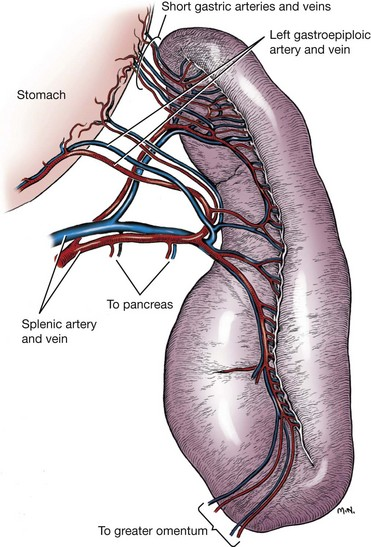 Short gastric arteries and veins
Left gastroepiploic
artery and vein
Stomach
To pancreas
Splenic artery
and vein
To greater omentum
M.N.